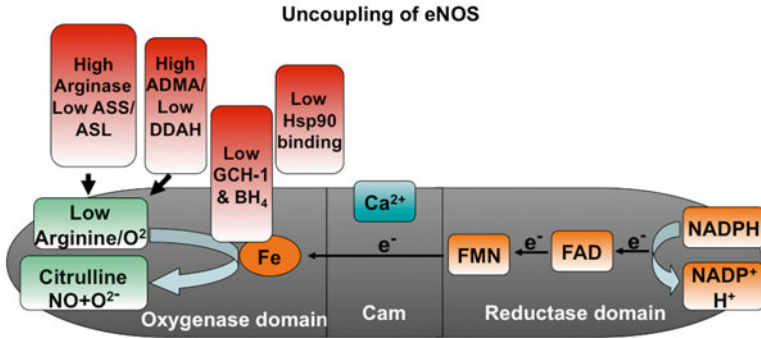 Uncoupling of eNOS
High
Arginase
Low ASS/
ASL
High
ADMA/
Low
DDAH
Low
GCH-1
& BH₄
Low
Hsp90
binding
Low
Arginine/O²
Citrulline
NO+O²⁻
Fe
Ca²⁺
e⁻
FMN
e⁻
FAD
e⁻
NADPH
NADP⁺
H⁺
Oxygenase domain
Cam
Reductase domain